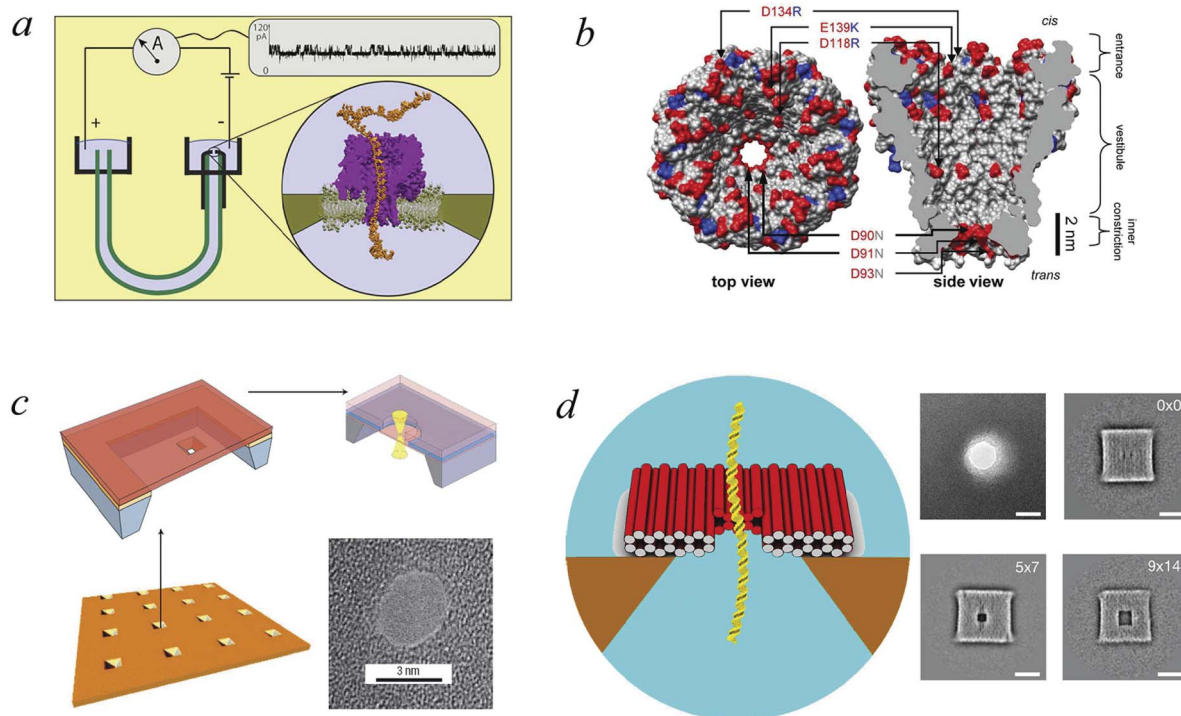 a
120
pA
0
A
+
-
b
D134R
E139K
D118R
D90N
D91N
D93N
top view
side view
cis
trans
entrance
vestibule
inner
constriction
2 nm
c
3 nm
d
0x0
5x7
9x14